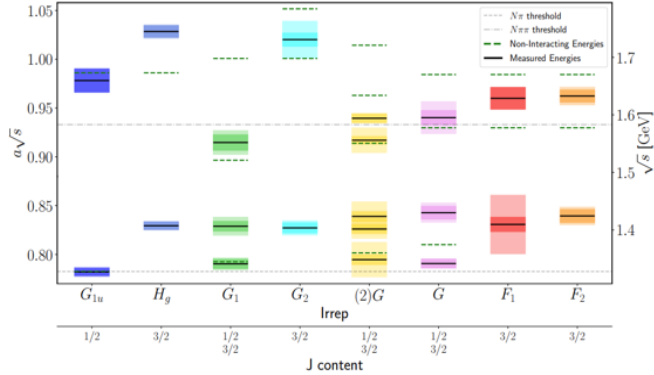 1.05
1.00
0.95
0.90
0.85
0.80
a√s
Nπ threshold
Nππ threshold
Non-Interacting Energies
Measured Energies
1.7
1.6
1.5
1.4
√s [GeV]
G₁ᵤ H_g G₁ G₂ (2)G G F₁ F₂
Irrep
1/2 3/2 1/2 3/2 1/2 1/2 3/2 3/2
3/2 3/2 3/2
J content